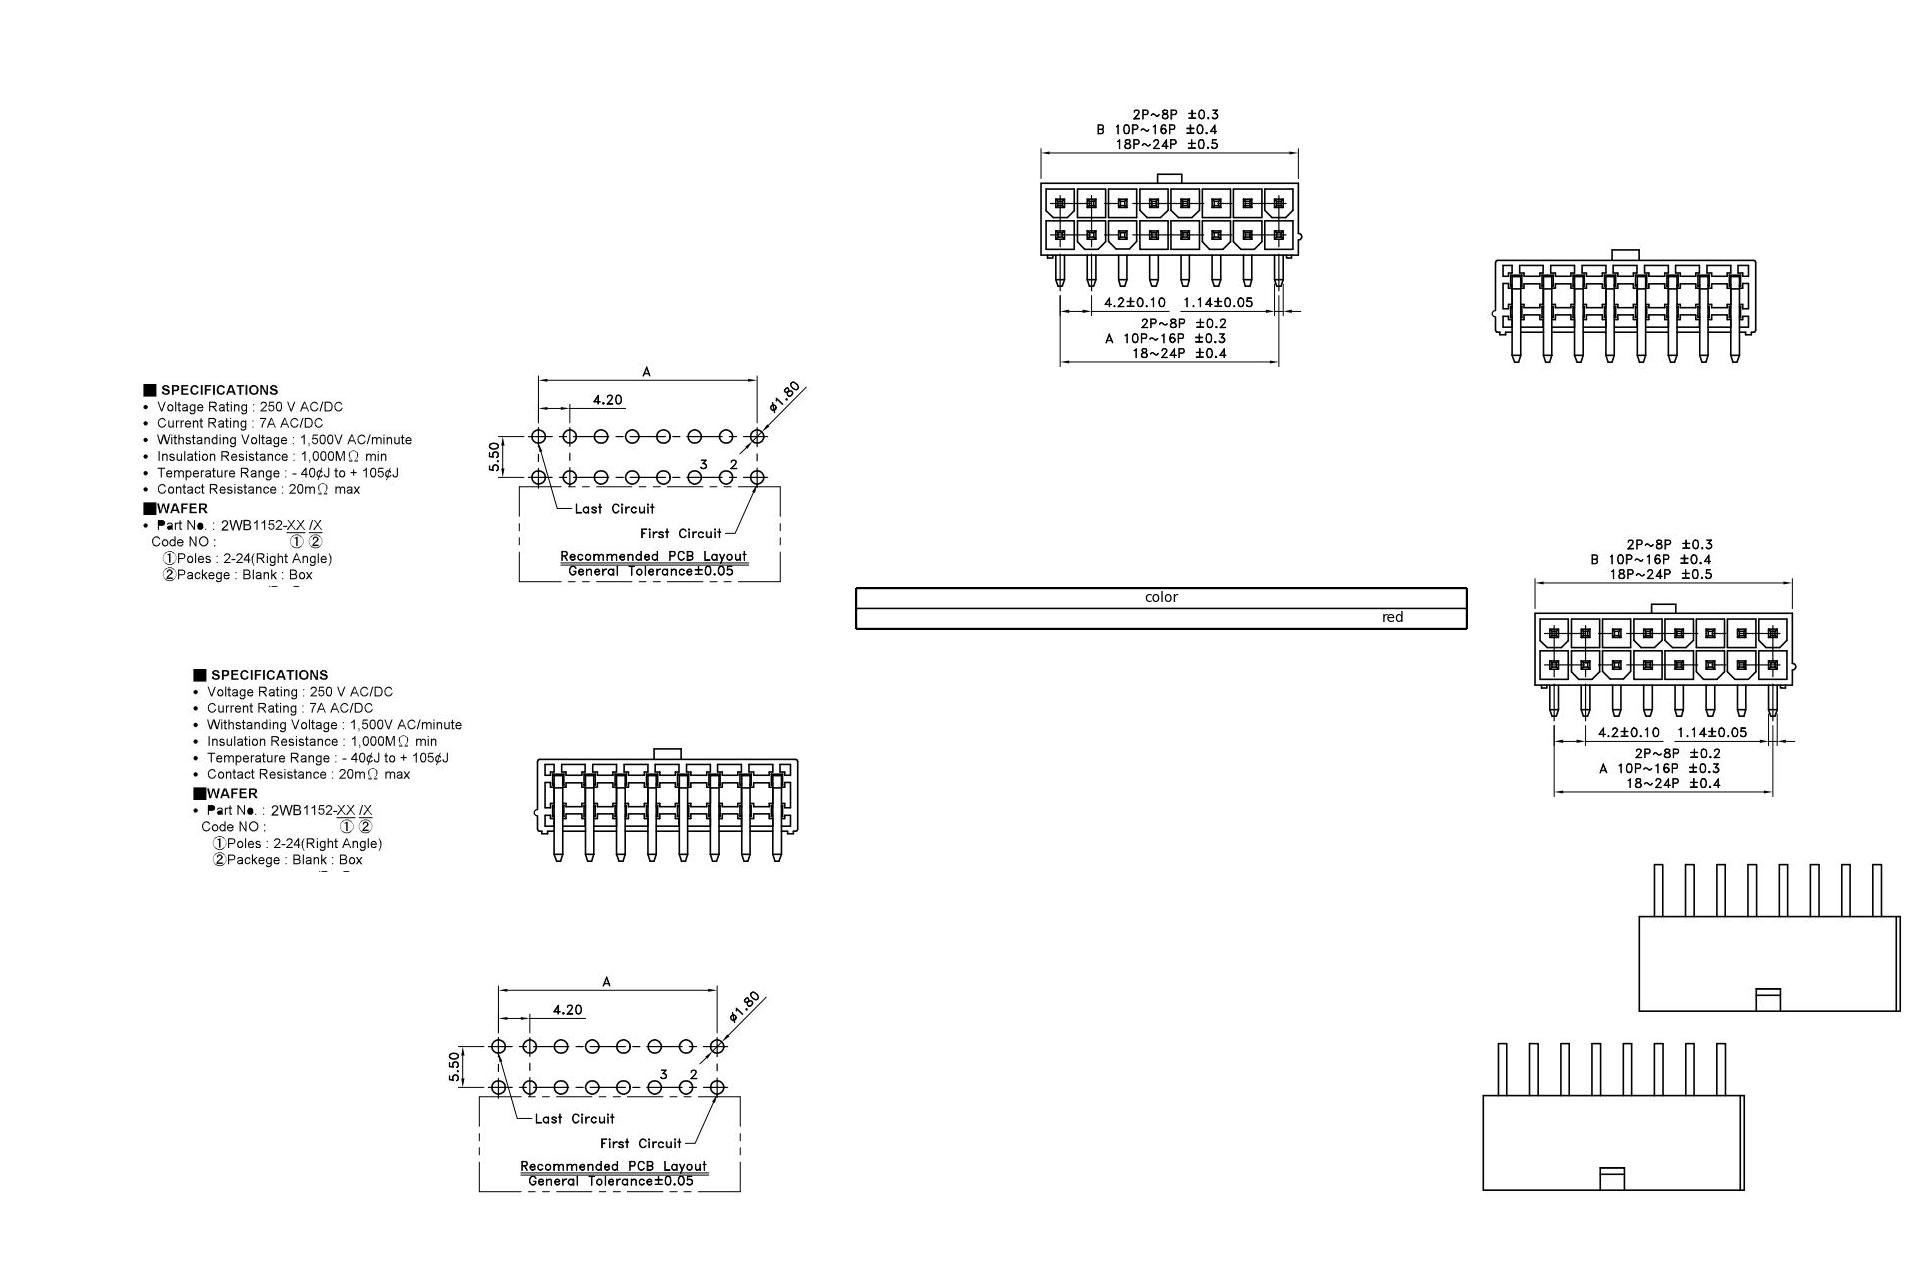 2P~8P ±0.3
B 10P~16P ±0.4
18P~24P ±0.5
4.2±0.10 1.14±0.05
2P~8P ±0.2
A 10P~16P ±0.3
18~24P ±0.4
■ SPECIFICATIONS
• Voltage Rating : 250 V AC/DC
• Current Rating : 7A AC/DC
• Withstanding Voltage : 1,500V AC/minute
• Insulation Resistance : 1,000MΩ min
• Temperature Range : - 40¢J to + 105¢J
• Contact Resistance : 20mΩ max
■WAFER
• Part No. : 2WB1152-XX /X
Code NO : ① ②
①Poles : 2-24(Right Angle)
②Packege : Blank : Box
A
4.20
ø1.80
5.50
3 2
Last Circuit
First Circuit
Recommended PCB Layout
General Tolerance±0.05
color
red
2P~8P ±0.3
B 10P~16P ±0.4
18P~24P ±0.5
4.2±0.10 1.14±0.05
2P~8P ±0.2
A 10P~16P ±0.3
18~24P ±0.4
■ SPECIFICATIONS
• Voltage Rating : 250 V AC/DC
• Current Rating : 7A AC/DC
• Withstanding Voltage : 1,500V AC/minute
• Insulation Resistance : 1,000MΩ min
• Temperature Range : - 40¢J to + 105¢J
• Contact Resistance : 20mΩ max
■WAFER
• Part No. : 2WB1152-XX /X
Code NO : ① ②
①Poles : 2-24(Right Angle)
②Packege : Blank : Box
A
4.20
ø1.80
5.50
3 2
Last Circuit
First Circuit
Recommended PCB Layout
General Tolerance±0.05